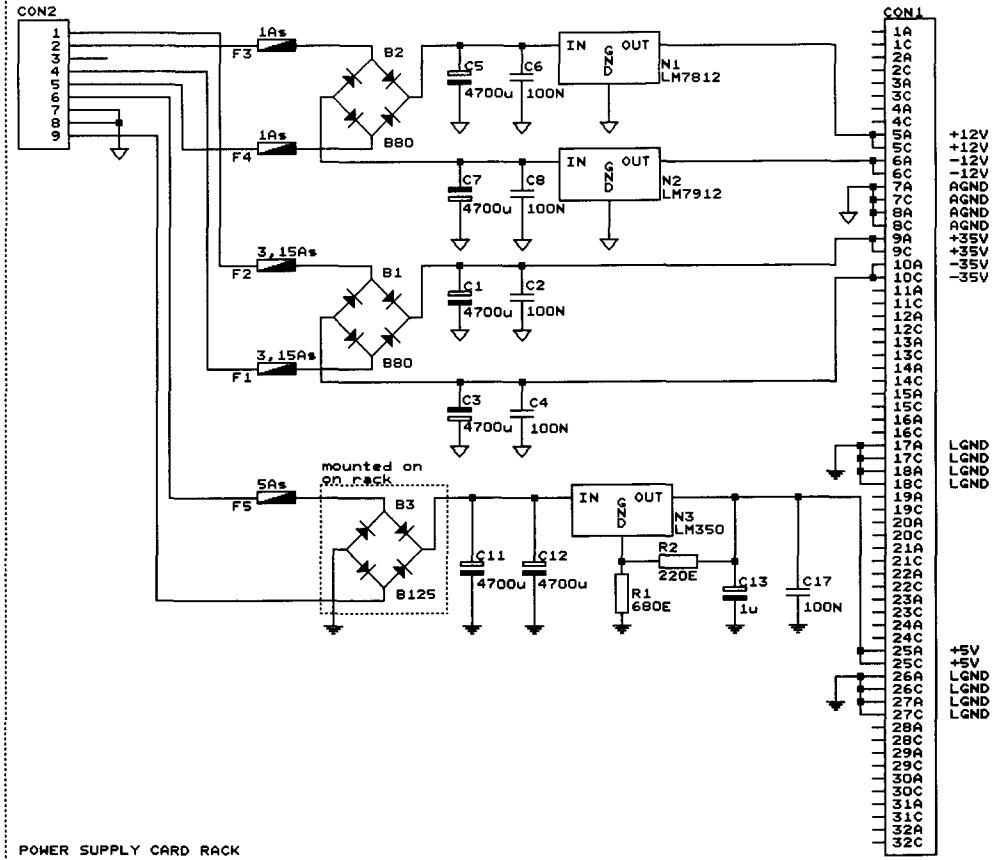 CON2
1
2
3
4
5
6
7
8
9
1As
F3
1As
F4
B2
B80
C5
4700u
C6
100N
IN GND OUT
N1
LM7812
C7
4700u
C8
100N
IN GND OUT
N2
LM7912
3,15As
F2
3,15As
F1
B1
B80
C1
4700u
C2
100N
C3
4700u
C4
100N
mounted on
on rack
5As
F5
B3
B125
C11
4700u
C12
4700u
IN GND OUT
N3
LM350
R2
220E
R1
680E
C13
1u
C17
100N
CON1
1A
1C
2A
2C
3A
3C
4A
4C
5A +12V
5C +12V
6A -12V
6C -12V
7A AGND
7C AGND
8A AGND
8C AGND
9A +35V
9C +35V
10A -35V
10C -35V
11A
11C
12A
12C
13A
13C
14A
14C
15A
15C
16A
16C
17A LGND
17C LGND
18A LGND
18C LGND
19A
19C
20A
20C
21A
21C
22A
22C
23A
23C
24A
24C
25A +5V
25C +5V
26A LGND
26C LGND
27A LGND
27C LGND
28A
28C
29A
29C
30A
30C
31A
31C
32A
32C
POWER SUPPLY CARD RACK